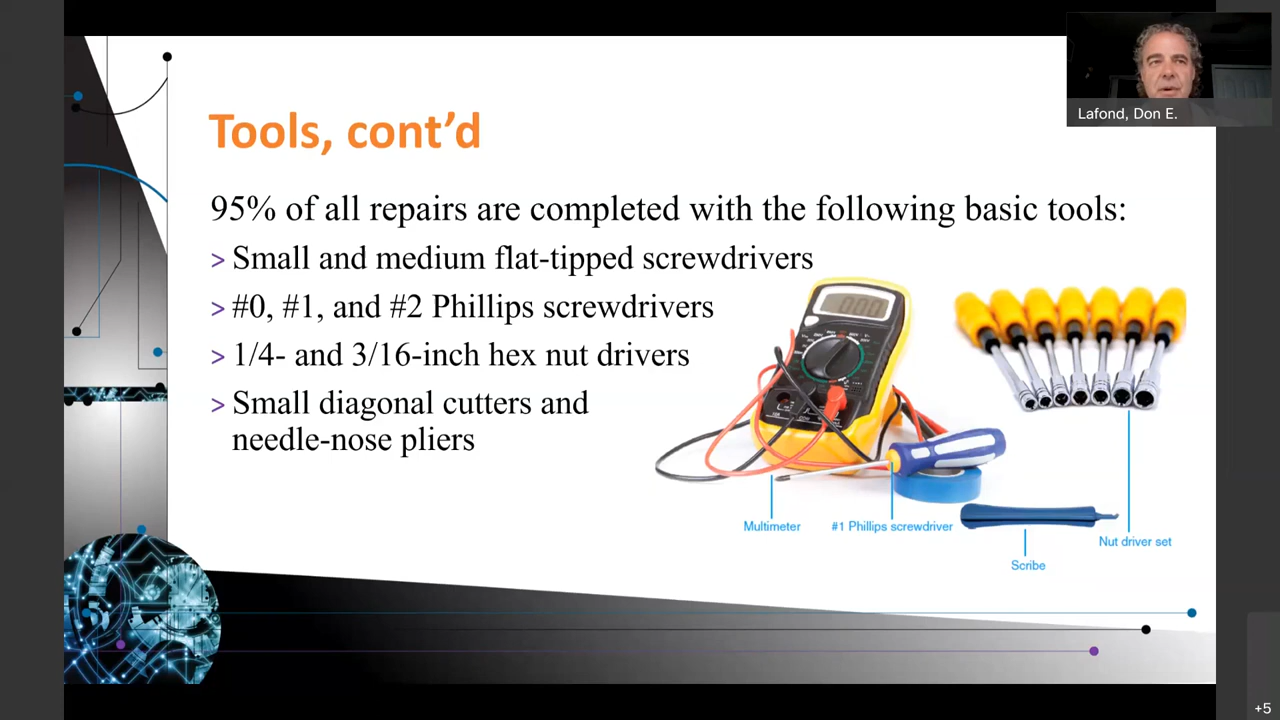 Lafond, Don E.
Tools, cont’d
95% of all repairs are completed with the following basic tools:
> Small and medium flat-tipped screwdrivers
> #0, #1, and #2 Phillips screwdrivers
> 1/4- and 3/16-inch hex nut drivers
> Small diagonal cutters and
needle-nose pliers
Multimeter
#1 Phillips screwdriver
Scribe
Nut driver set
+5